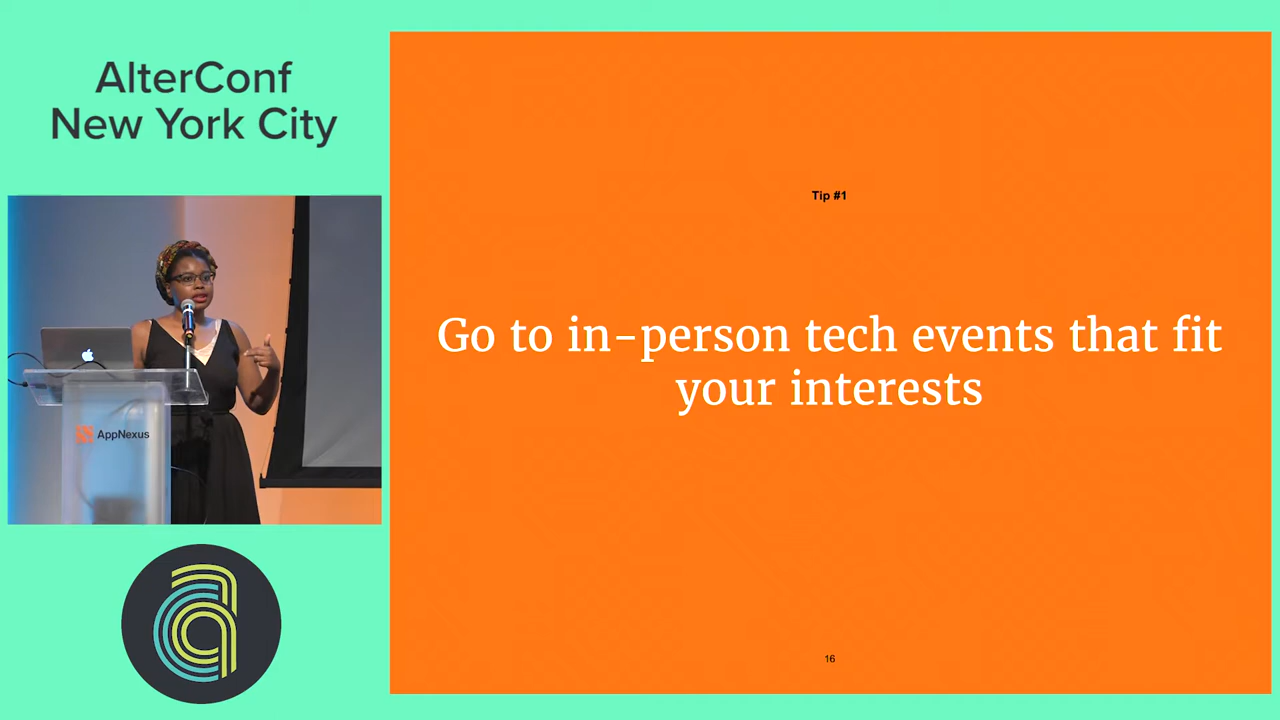 AlterConf
New York City
AppNexus
Tip #1
Go to in-person tech events that fit
your interests
16